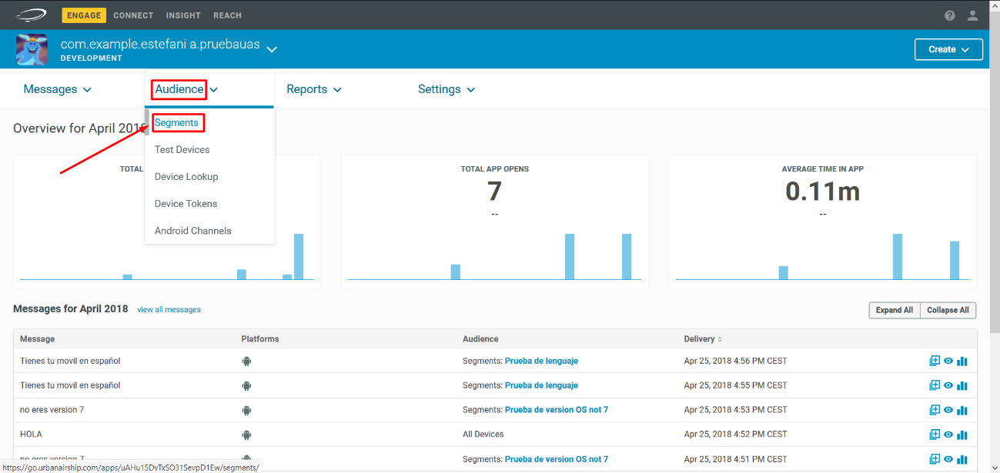 ENGAGE CONNECT INSIGHT REACH ?
com.example.estefani a.pruebauas
DEVELOPMENT
Create
Messages Audience Reports Settings
Overview for April 2018
Segments
Test Devices
Device Lookup
Device Tokens
Android Channels
TOTAL
TOTAL APP OPENS
7
--
AVERAGE TIME IN APP
0.11m
--
Messages for April 2018 view all messages
Expand All Collapse All
Message Platforms Audience Delivery
Tienes tu movil en español Segments: Prueba de lenguaje Apr 25, 2018 4:56 PM CEST
Tienes tu movil en español Segments: Prueba de lenguaje Apr 25, 2018 4:55 PM CEST
no eres version 7 Segments: Prueba de version OS not 7 Apr 25, 2018 4:53 PM CEST
HOLA All Devices Apr 25, 2018 4:52 PM CEST
no eres version 7 Segments: Prueba de version OS not 7 Apr 25, 2018 4:51 PM CEST
https://go.urbanairship.com/apps/uAHu15DvTxSO31SevpD1Ew/segments/